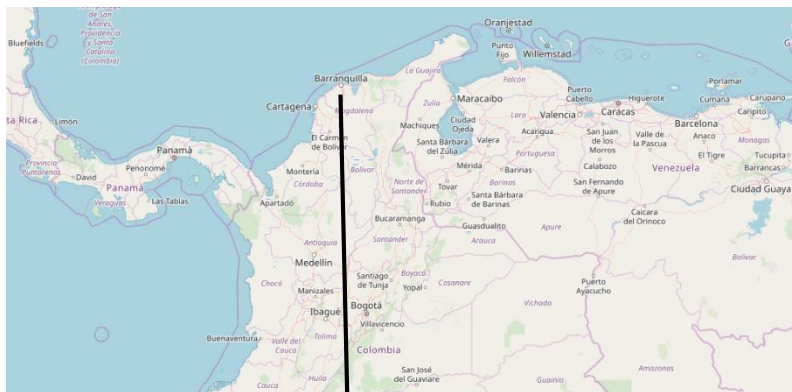 de San
Andrés
Providencia
y Santa
Catalina
(Colombia)
Bluefields
Oranjestad
Punto
Fijo
Willemstad
Barranquilla
La Guajira
Falcón
Porlamar
Cartagena
Magdalena
Zulia
Maracaibo
Puerto
Cabello
Higuerote
Cumaná
Carúpano
Caracas
Limón
Ciudad
Ojeda
Lara
Valencia
Barcelona
Caripito
El Carmen
de Bolívar
Machiques
Acarigua
San Juan
de los
Morros
Valle de
la Pascua
Anaco
Monagas
Panamá
Santa
Bárbara
del Zulia
Valera
Portuguesa
El Tigre
Tucupita
Provincia
Puntarenas
David
Penonomé
Montería
Bolívar
Mérida
Barinas
Calabozo
Venezuela
Barrancas
Panamá
Veraguas
Las Tablas
Apartadó
Córdoba
Norte de
Santander
Tovar
Rubio
Barinas
Santa
Bárbara
de Barinas
San Fernando
de Apure
Ciudad Guaya
Bucaramanga
Guasdualito
Apure
Caicara
del Orinoco
Antioquia
Santander
Arauca
Bolívar
Medellín
Chocó
Santiago
de Tunja
Boyacá
Yopal
Casanare
Puerto
Ayacucho
Manizales
Ibagué
Bogotá
Vichada
Buenaventura
Valle del
Cauca
Tolima
Villavicencio
Colombia
Cauca
Huila
San José
del Guaviare
Guainía
Amazonas